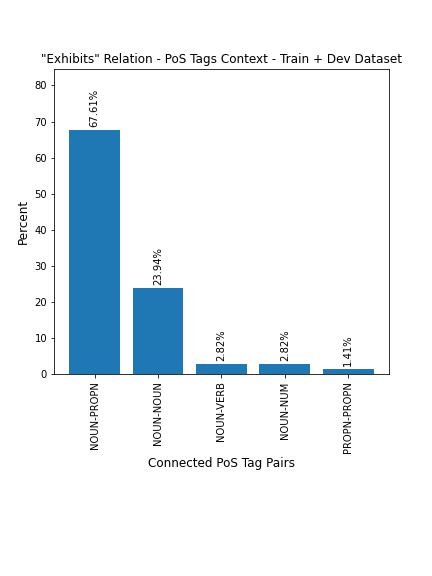 "Exhibits" Relation - PoS Tags Context - Train + Dev Dataset
80
70
60
50
40
30
20
10
0
Percent
67.61%
23.94%
2.82%
2.82%
1.41%
NOUN-PROPN
NOUN-NOUN
NOUN-VERB
NOUN-NUM
PROPN-PROPN
Connected PoS Tag Pairs